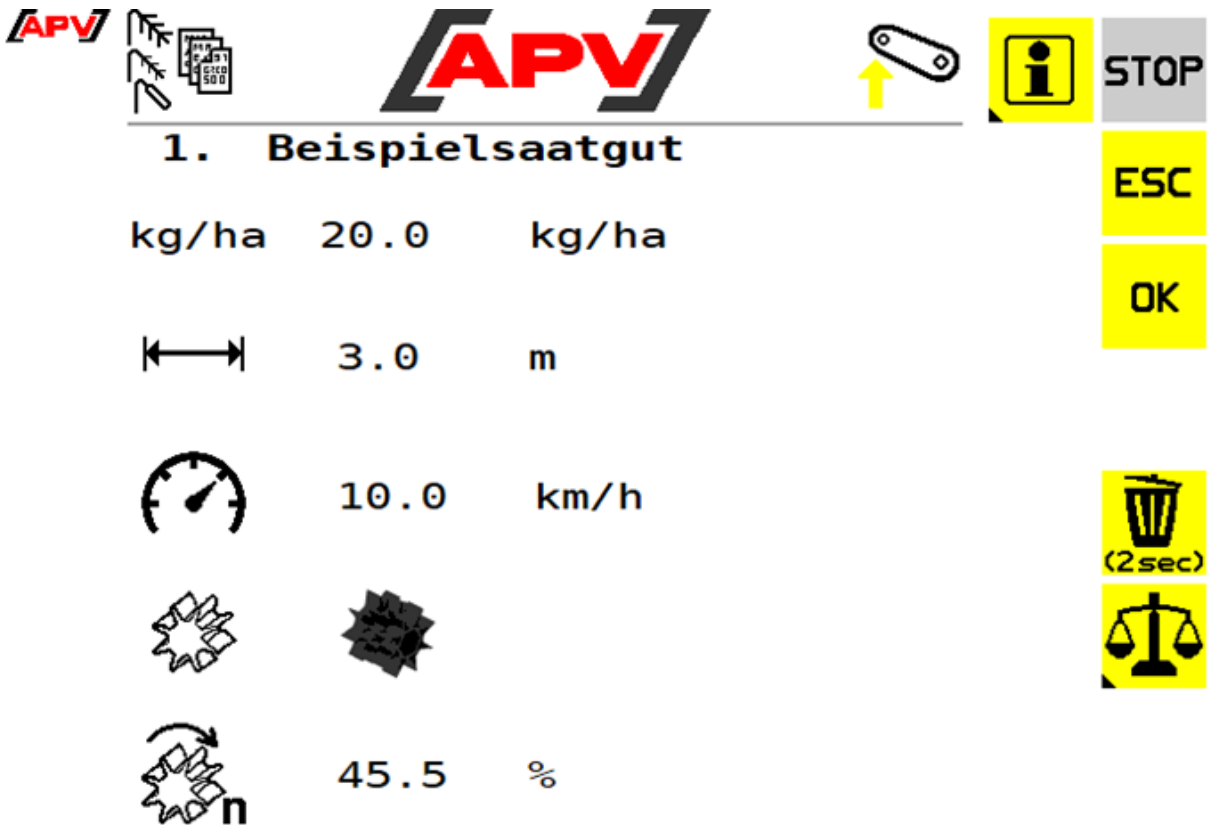 APV
APV
STOP
1. Beispielsaatgut
ESC
kg/ha 20.0 kg/ha
OK
3.0 m
10.0 km/h
(2sec)
n 45.5 %